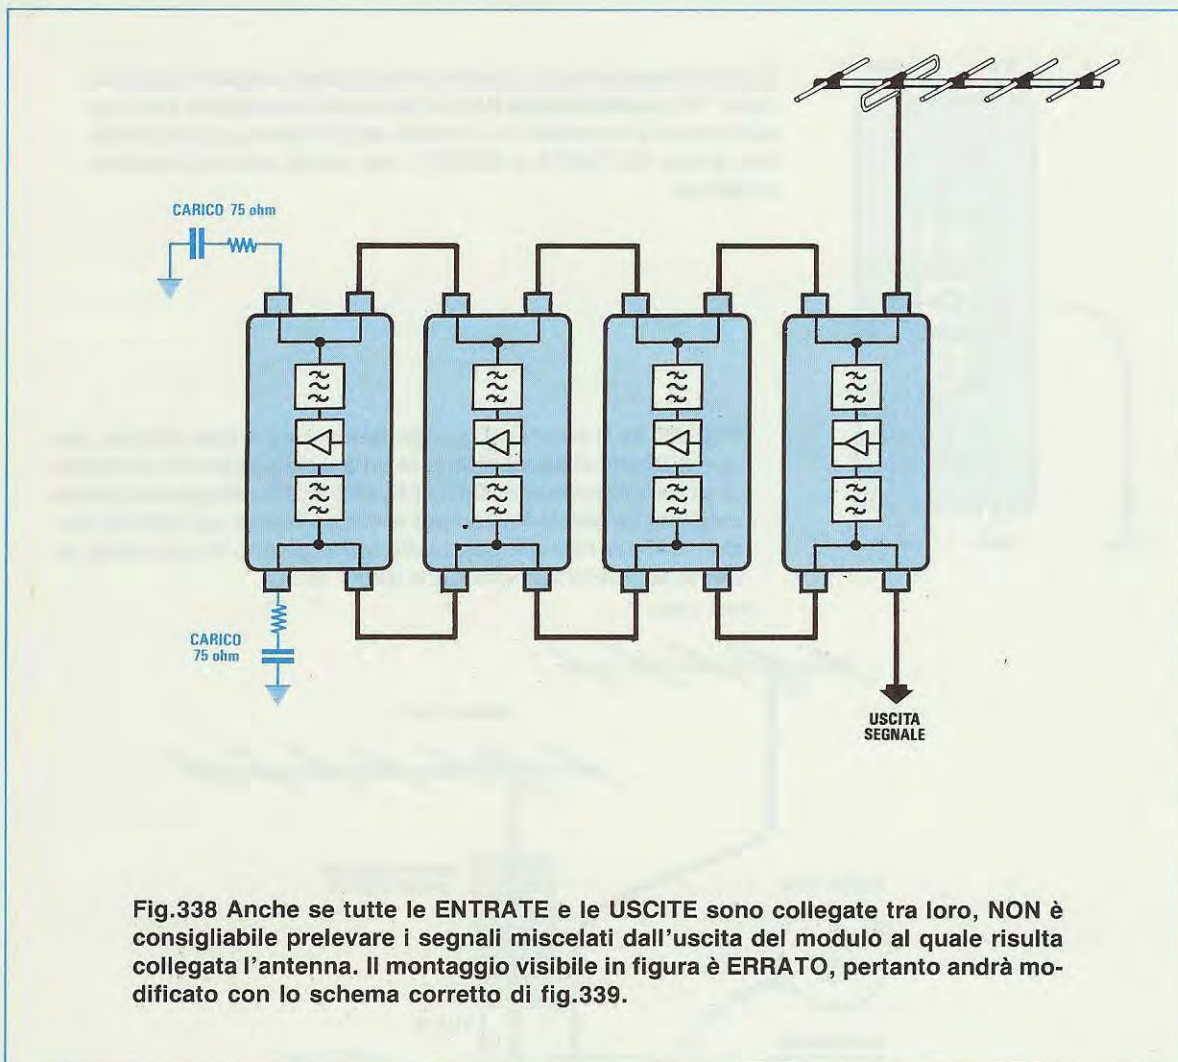 CARICO 75 ohm
CARICO
75 ohm
USCITA
SEGNALE
Fig.338 Anche se tutte le ENTRATE e le USCITE sono collegate tra loro, NON è
consigliabile prelevare i segnali miscelati dall'uscita del modulo al quale risulta
collegata l'antenna. Il montaggio visibile in figura è ERRATO, pertanto andrà mo-
dificato con lo schema corretto di fig.339.